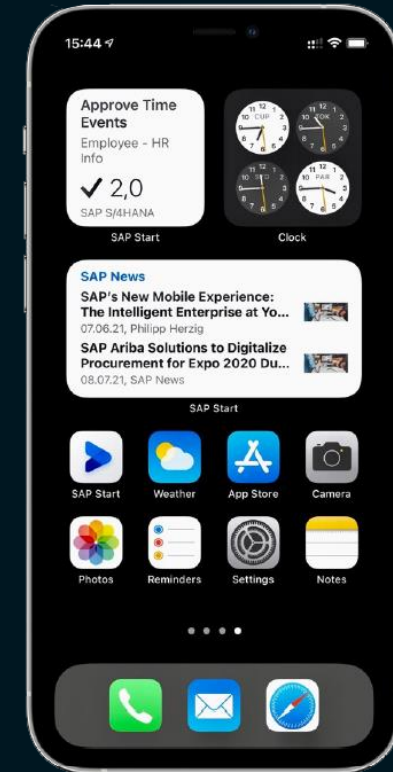 15:44
Approve Time
Events
Employee - HR
Info
2,0
SAP S/4HANA
SAP Start
CUP
TOK
PAR
Clock
SAP News
SAP's New Mobile Experience:
The Intelligent Enterprise at Yo...
07.06.21, Philipp Herzig
SAP Ariba Solutions to Digitalize
Procurement for Expo 2020 Du...
08.07.21, SAP News
SAP Start
SAP Start
Weather
App Store
Camera
Photos
Reminders
Settings
Notes